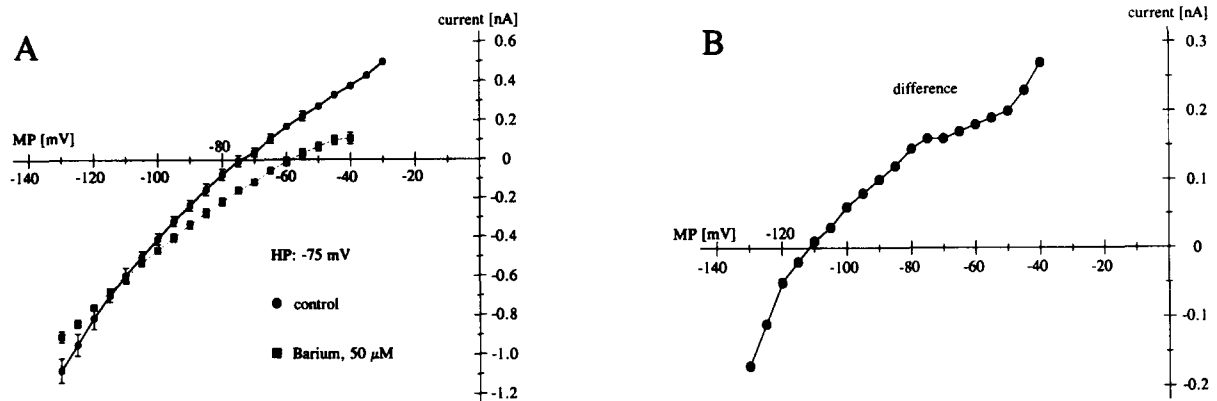 A
current [nA]
0.6
0.4
0.2
MP [mV]
-80
0
-140
-120
-100
-60
-40
-0.2
-0.4
HP: -75 mV
-0.6
control
-0.8
Barium, 50 μM
-1.0
-1.2
B
current [nA]
0.3
difference
0.2
0.1
MP [mV]
-120
0
-140
-100
-80
-60
-40
-20
-0.1
-0.2